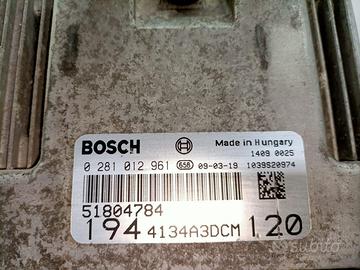 BOSCH Made in Hungary
1409 0025
0 281 012 961 656 09-03-19 1039S20974
51804784
194 4134A3DCM 120
subito